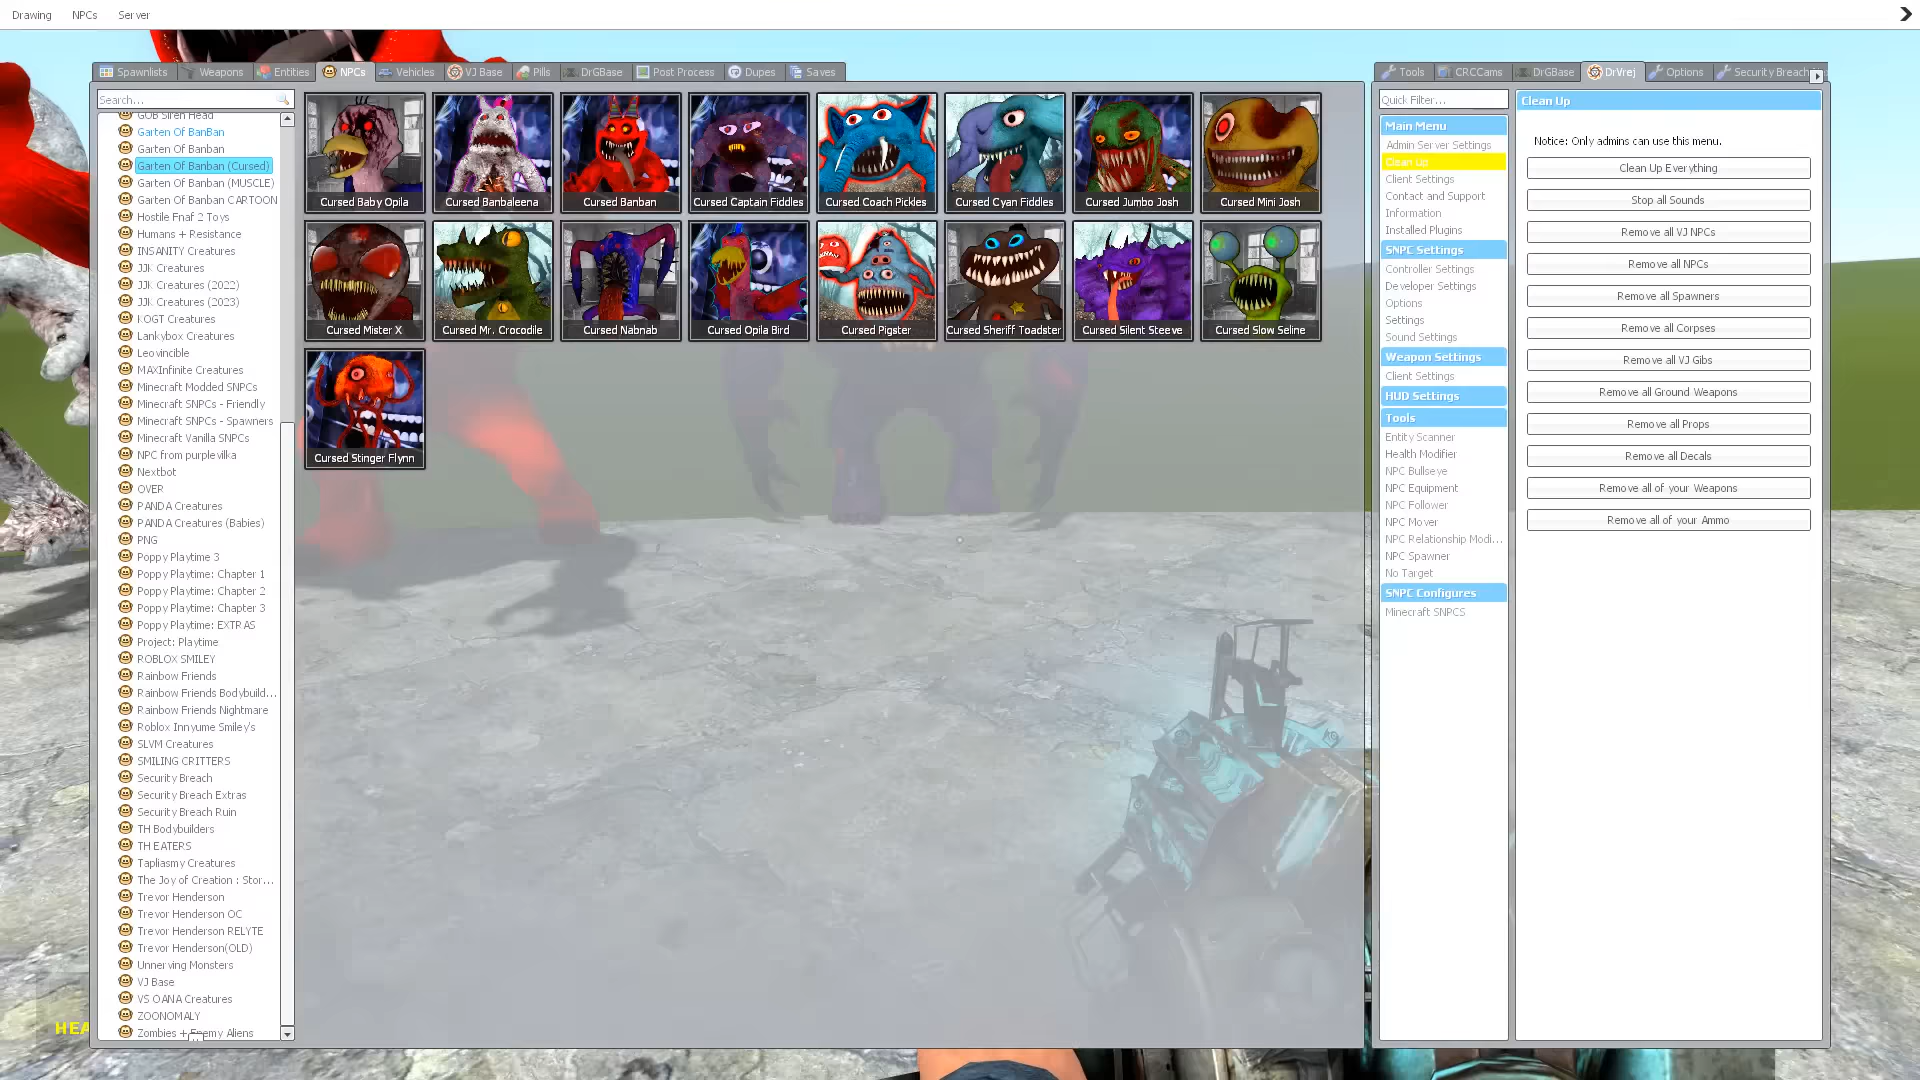 Drawing NPCs Server
Spawnlists Weapons Entities NPCs Vehicles VJ Base Pills DrGBase Post Process Dupes Saves
Search...
GOB Siren Head
Garten Of BanBan
Garten Of Banban
Garten Of Banban (Cursed)
Garten Of Banban (MUSCLE)
Garten Of Banban CARTOON
Hostile Fnaf 2 Toys
Humans + Resistance
INSANITY Creatures
JJK Creatures
JJK Creatures (2022)
JJK Creatures (2023)
KOGT Creatures
Lankybox Creatures
Leovincible
MAXInfinite Creatures
Minecraft Modded SNPCs
Minecraft SNPCs - Friendly
Minecraft SNPCs - Spawners
Minecraft Vanilla SNPCs
NPC from purplevilka
Nextbot
OVER
PANDA Creatures
PANDA Creatures (Babies)
PNG
Poppy Playtime 3
Poppy Playtime: Chapter 1
Poppy Playtime: Chapter 2
Poppy Playtime: Chapter 3
Poppy Playtime: EXTRAS
Project: Playtime
ROBLOX SMILEY
Rainbow Friends
Rainbow Friends Bodybuild...
Rainbow Friends Nightmare
Roblox Innyume Smiley's
SLVM Creatures
SMILING CRITTERS
Security Breach
Security Breach Extras
Security Breach Ruin
TH Bodybuilders
TH EATERS
Tapliasmy Creatures
The Joy of Creation : Stor...
Trevor Henderson
Trevor Henderson OC
Trevor Henderson RELYTE
Trevor Henderson(OLD)
Unnerving Monsters
VJ Base
VS OANA Creatures
ZOONOMALY
Zombies + Enemy Aliens
Cursed Baby Opila Cursed Banbaleena Cursed Banban Cursed Captain Fiddles Cursed Coach Pickles Cursed Cyan Fiddles Cursed Jumbo Josh Cursed Mini Josh
Cursed Mister X Cursed Mr. Crocodile Cursed Nabnab Cursed Opila Bird Cursed Pigster Cursed Sheriff Toadster Cursed Silent Steeve Cursed Slow Seline
Cursed Stinger Flynn
HEA
Tools CRCCams DrGBase DrVrej Options Security Breach
Quick Filter...
Main Menu
Admin Server Settings
Clean Up
Client Settings
Contact and Support
Information
Installed Plugins
SNPC Settings
Controller Settings
Developer Settings
Options
Settings
Sound Settings
Weapon Settings
Client Settings
HUD Settings
Tools
Entity Scanner
Health Modifier
NPC Bullseye
NPC Equipment
NPC Follower
NPC Mover
NPC Relationship Modi...
NPC Spawner
No Target
SNPC Configures
Minecraft SNPCS
Clean Up
Notice: Only admins can use this menu.
Clean Up Everything
Stop all Sounds
Remove all VJ NPCs
Remove all NPCs
Remove all Spawners
Remove all Corpses
Remove all VJ Gibs
Remove all Ground Weapons
Remove all Props
Remove all Decals
Remove all of your Weapons
Remove all of your Ammo